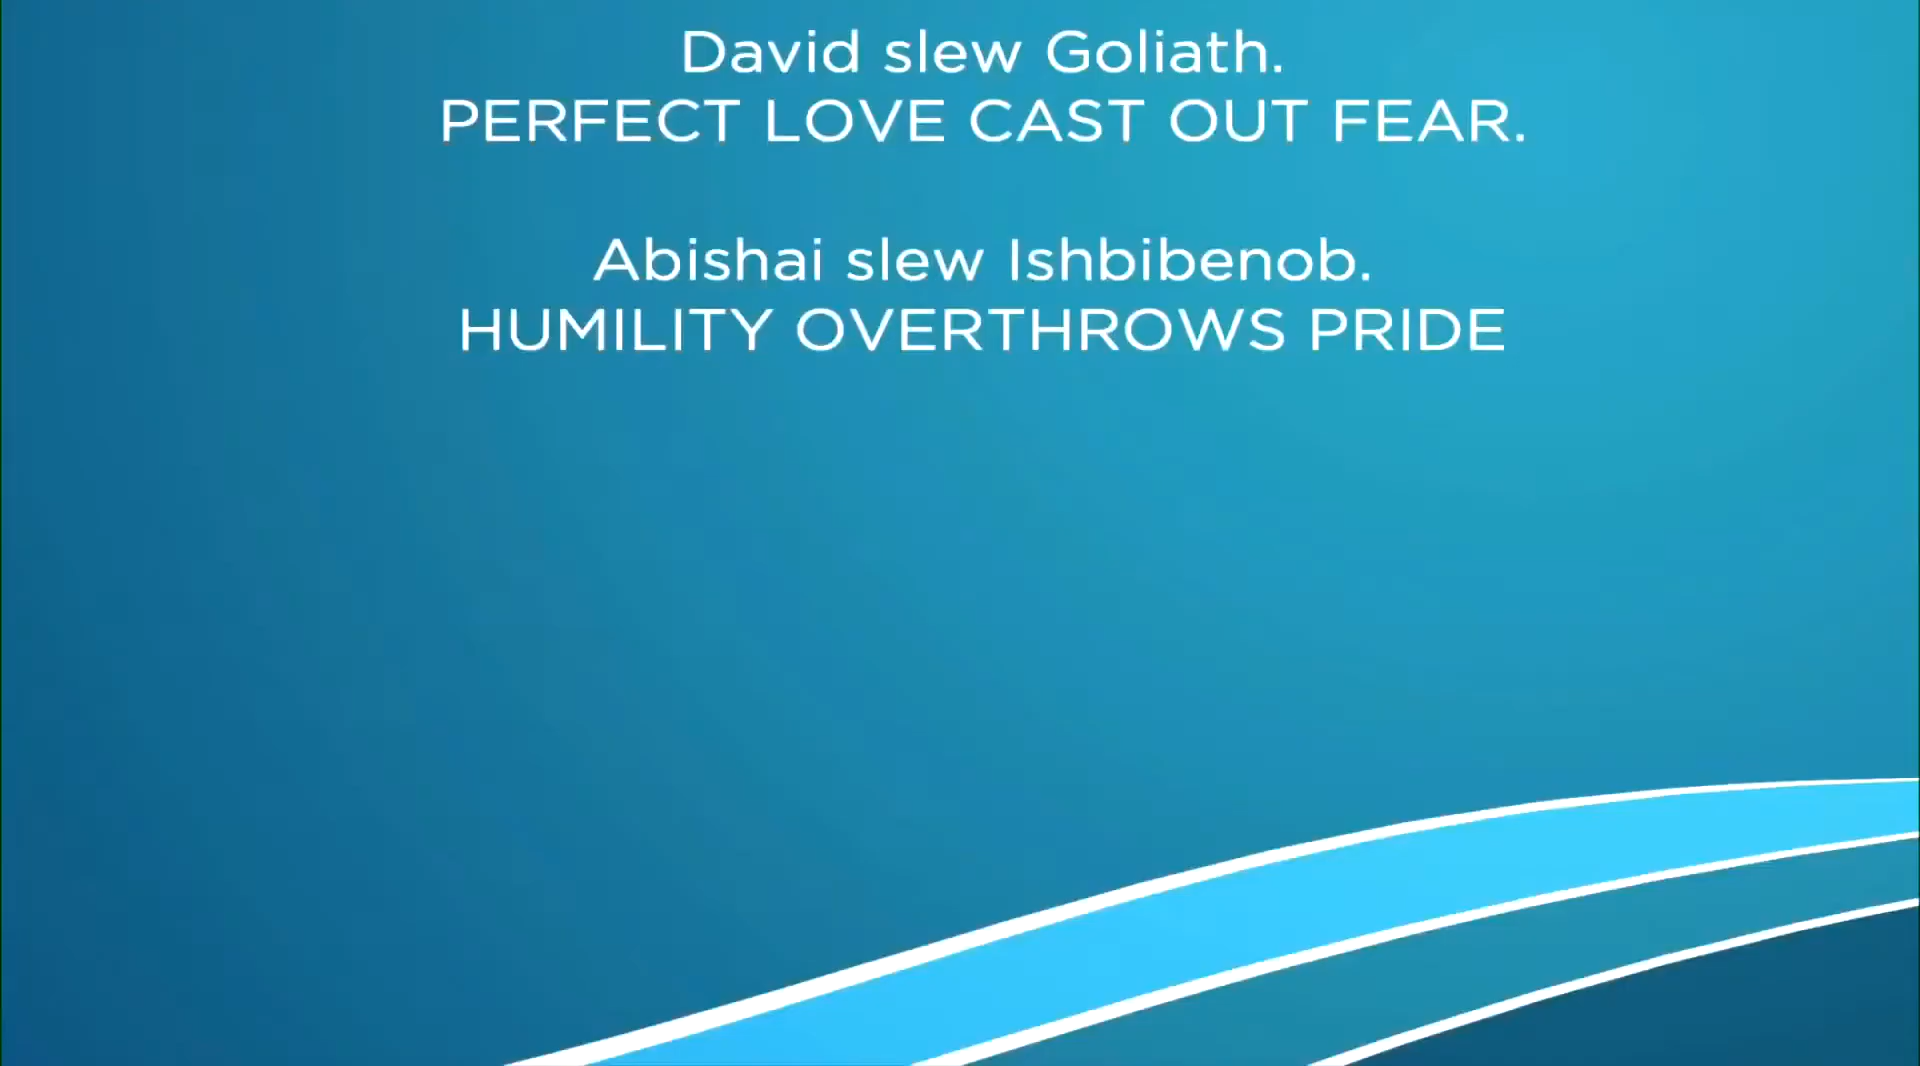 David slew Goliath.
PERFECT LOVE CAST OUT FEAR.
Abishai slew Ishbibenob.
HUMILITY OVERTHROWS PRIDE